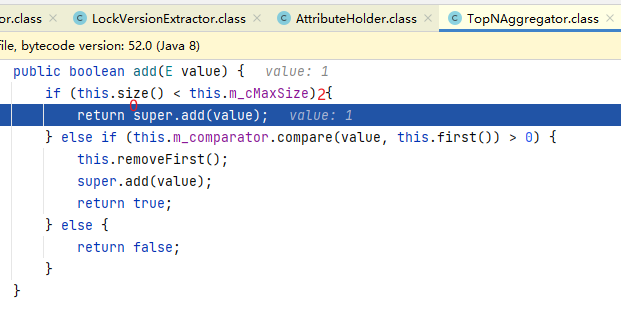 or.class LockVersionExtractor.class AttributeHolder.class TopNAggregator.class
file, bytecode version: 52.0 (Java 8)
public boolean add(E value) { value: 1
if (this.size() < this.m_cMaxSize)2{
0
return super.add(value); value: 1
} else if (this.m_comparator.compare(value, this.first()) > 0) {
this.removeFirst();
super.add(value);
return true;
} else {
return false;
}
}